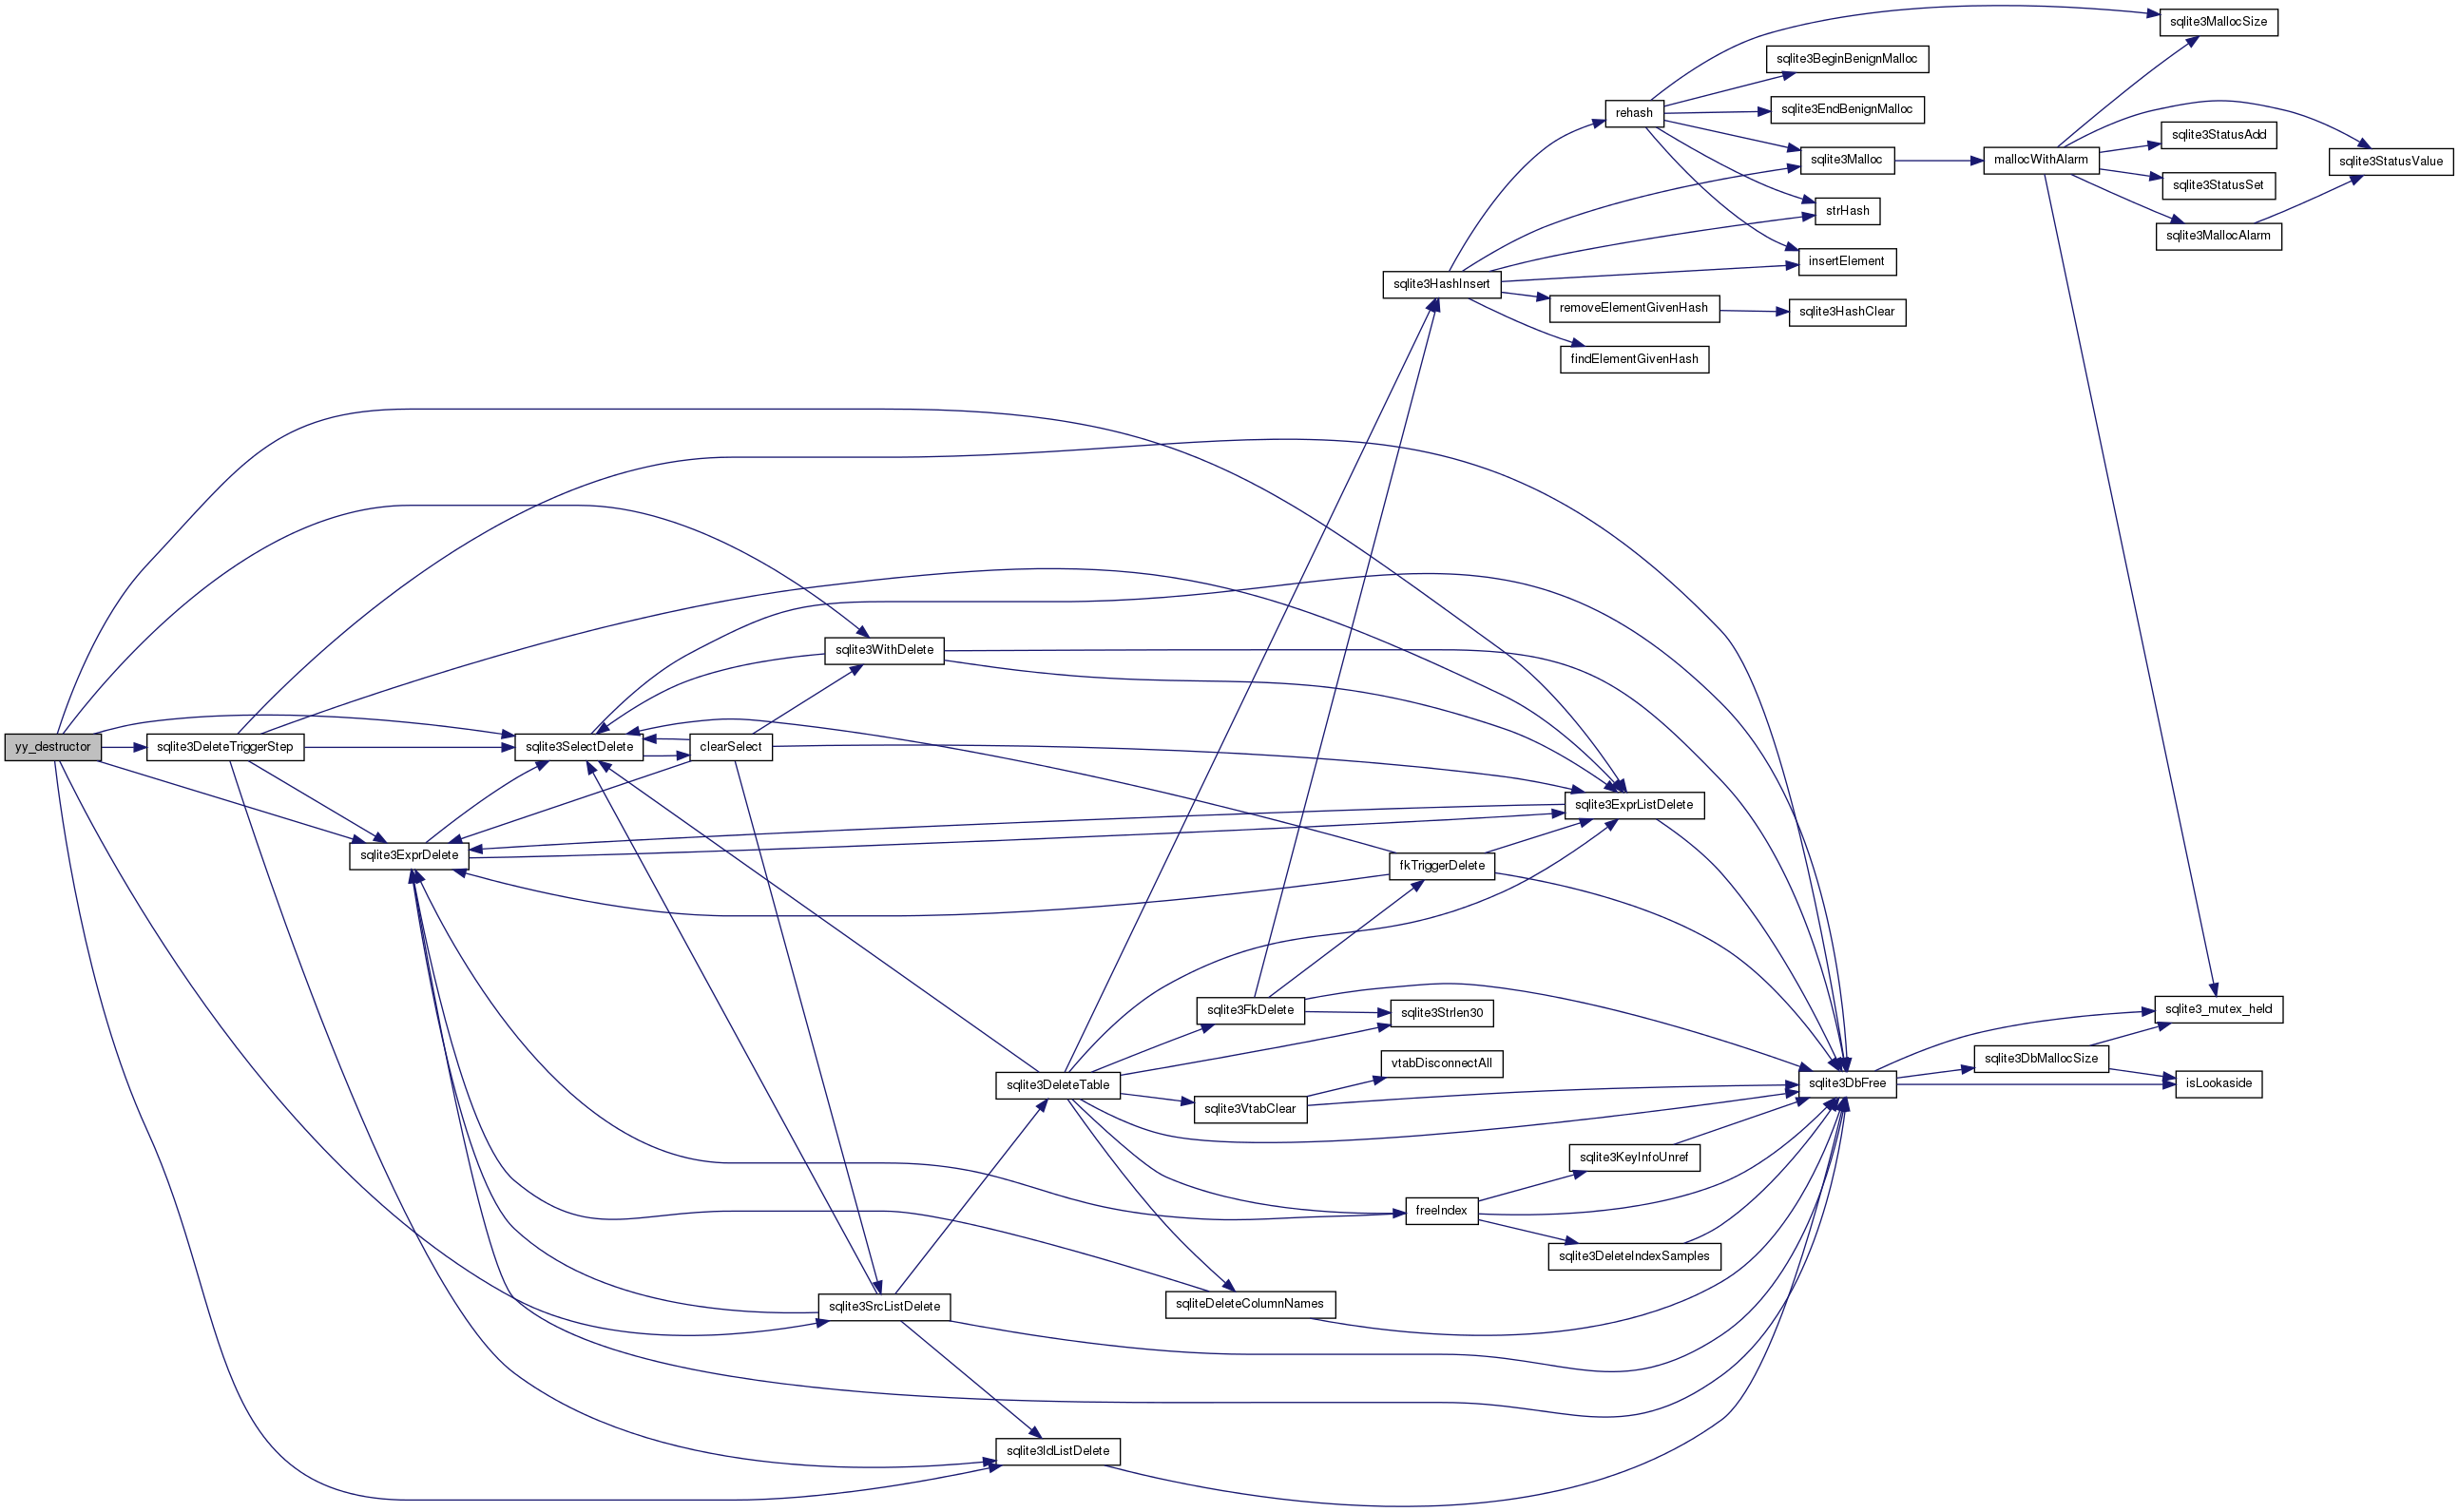 sqlite3MallocSize
sqlite3BeginBenignMalloc
rehash
sqlite3EndBenignMalloc
sqlite3StatusAdd
sqlite3Malloc
mallocWithAlarm
sqlite3StatusValue
sqlite3StatusSet
strHash
sqlite3MallocAlarm
insertElement
sqlite3HashInsert
removeElementGivenHash
sqlite3HashClear
findElementGivenHash
sqlite3WithDelete
yy_destructor
sqlite3DeleteTriggerStep
sqlite3SelectDelete
clearSelect
sqlite3ExprListDelete
sqlite3ExprDelete
fkTriggerDelete
sqlite3FkDelete
sqlite3Strlen30
sqlite3_mutex_held
sqlite3DbMallocSize
vtabDisconnectAll
sqlite3DeleteTable
sqlite3DbFree
isLookaside
sqlite3VtabClear
sqlite3KeyInfoUnref
freeIndex
sqlite3DeleteIndexSamples
sqlite3SrcListDelete
sqliteDeleteColumnNames
sqlite3IdListDelete